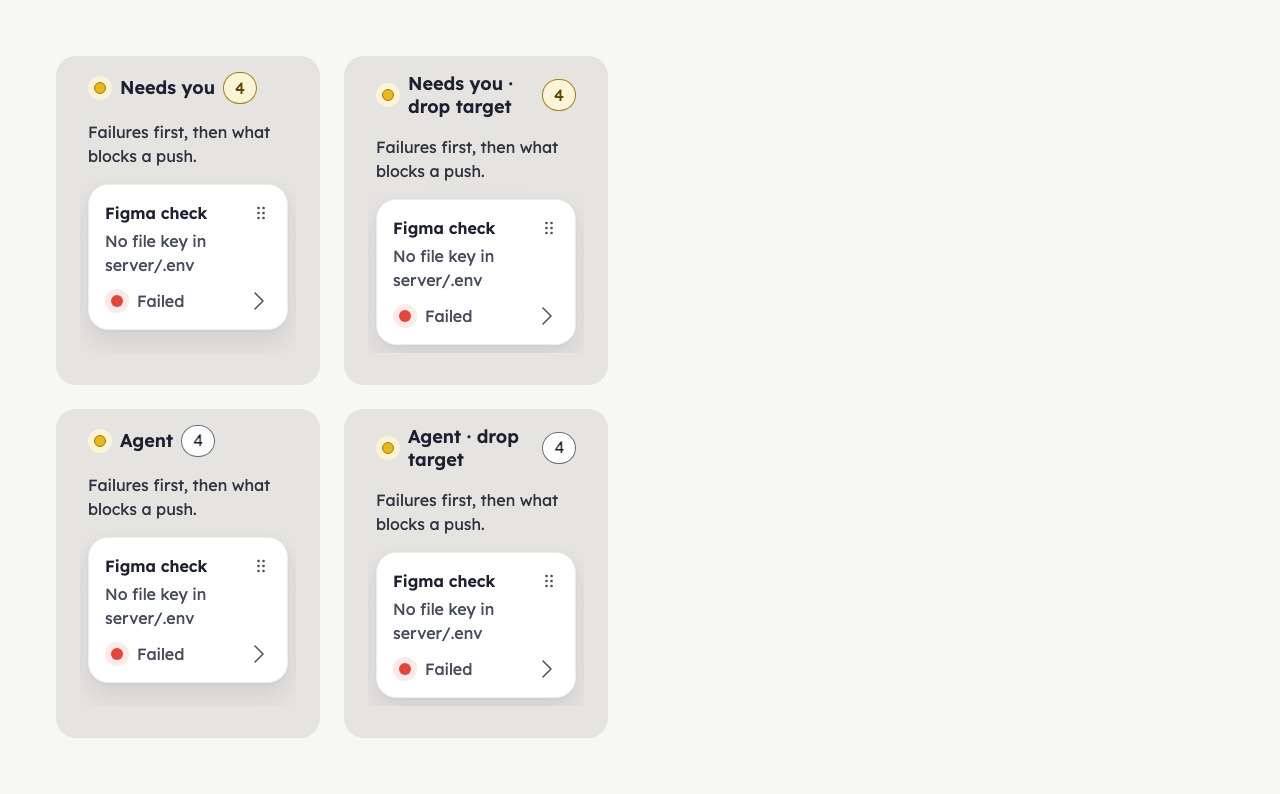 Needs you 4
Failures first, then what
blocks a push.
Figma check
No file key in
server/.env
Failed
Needs you ·
drop target
4
Failures first, then what
blocks a push.
Figma check
No file key in
server/.env
Failed
Agent 4
Failures first, then what
blocks a push.
Figma check
No file key in
server/.env
Failed
Agent · drop
target
4
Failures first, then what
blocks a push.
Figma check
No file key in
server/.env
Failed